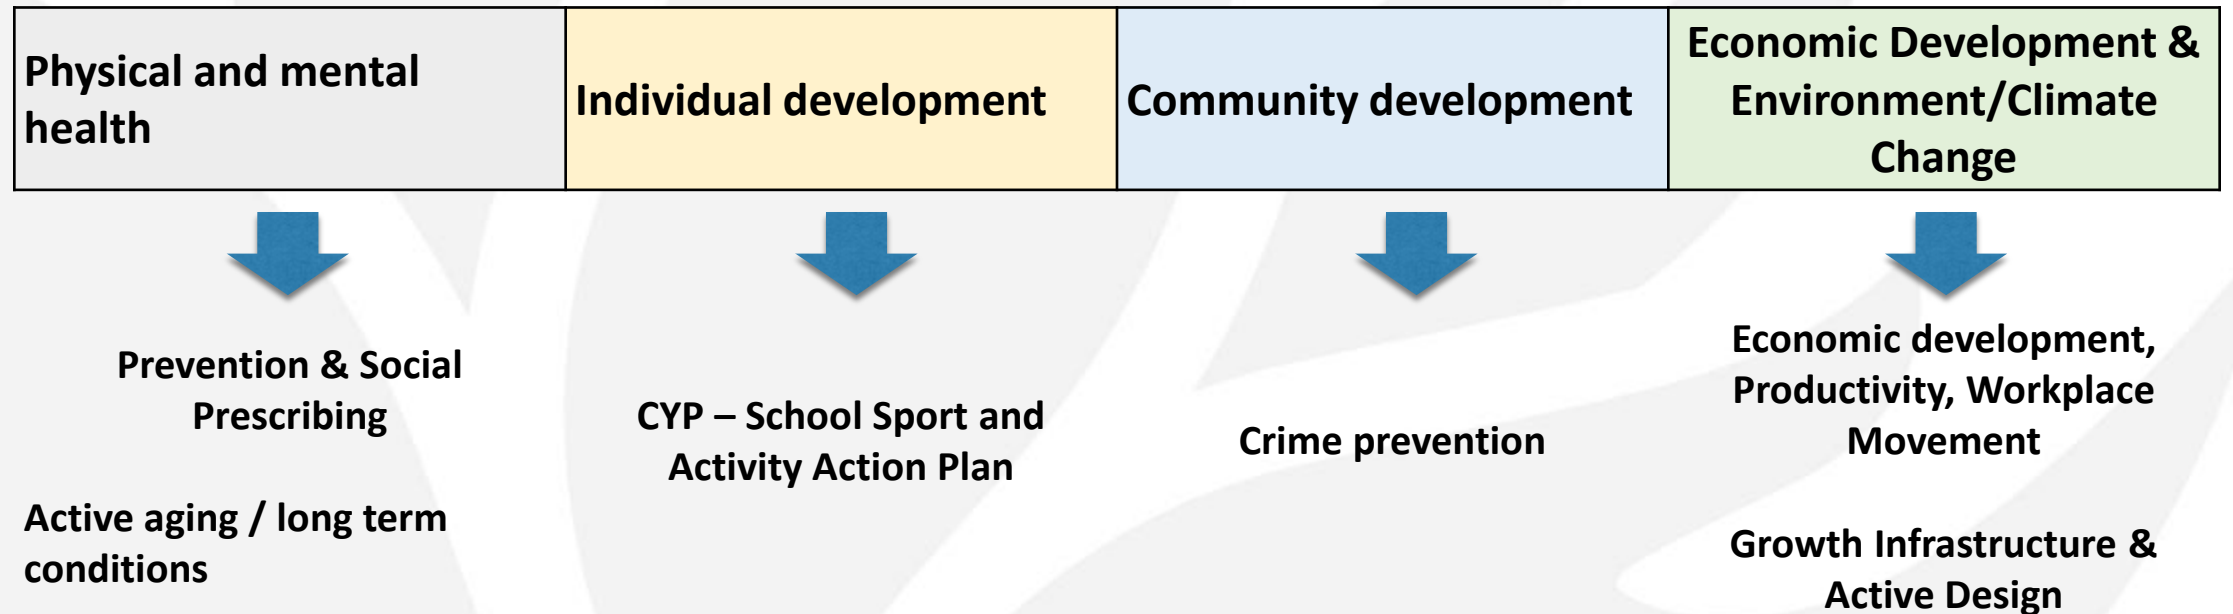 Physical and mental
health
Individual development
Community development
Economic Development &
Environment/Climate
Change
Prevention & Social
Prescribing
Active aging / long term
conditions
CYP – School Sport and
Activity Action Plan
Crime prevention
Economic development,
Productivity, Workplace
Movement
Growth Infrastructure &
Active Design